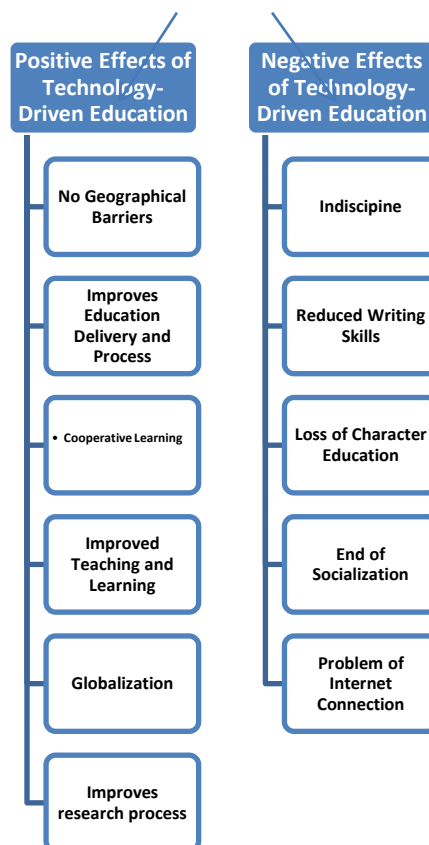 Positive Effects of
Technology-
Driven Education
No Geographical
Barriers
Improves
Education
Delivery and
Process
• Cooperative Learning
Improved
Teaching and
Learning
Globalization
Improves
research process
Negative Effects
of Technology-
Driven Education
Indiscipine
Reduced Writing
Skills
Loss of Character
Education
End of
Socialization
Problem of
Internet
Connection